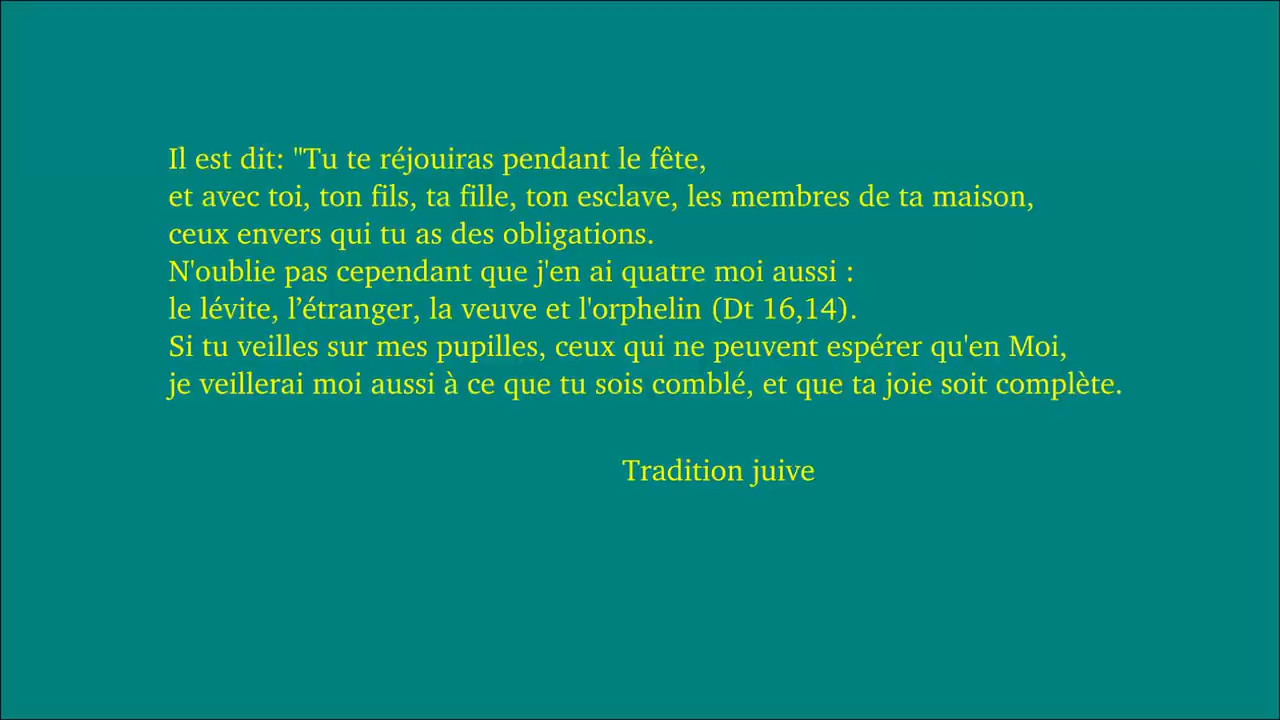 Il est dit: "Tu te réjouiras pendant le fête,
et avec toi, ton fils, ta fille, ton esclave, les membres de ta maison,
ceux envers qui tu as des obligations.
N'oublie pas cependant que j'en ai quatre moi aussi :
le lévite, l’étranger, la veuve et l'orphelin (Dt 16,14).
Si tu veilles sur mes pupilles, ceux qui ne peuvent espérer qu'en Moi,
je veillerai moi aussi à ce que tu sois comblé, et que ta joie soit complète.
Tradition juive